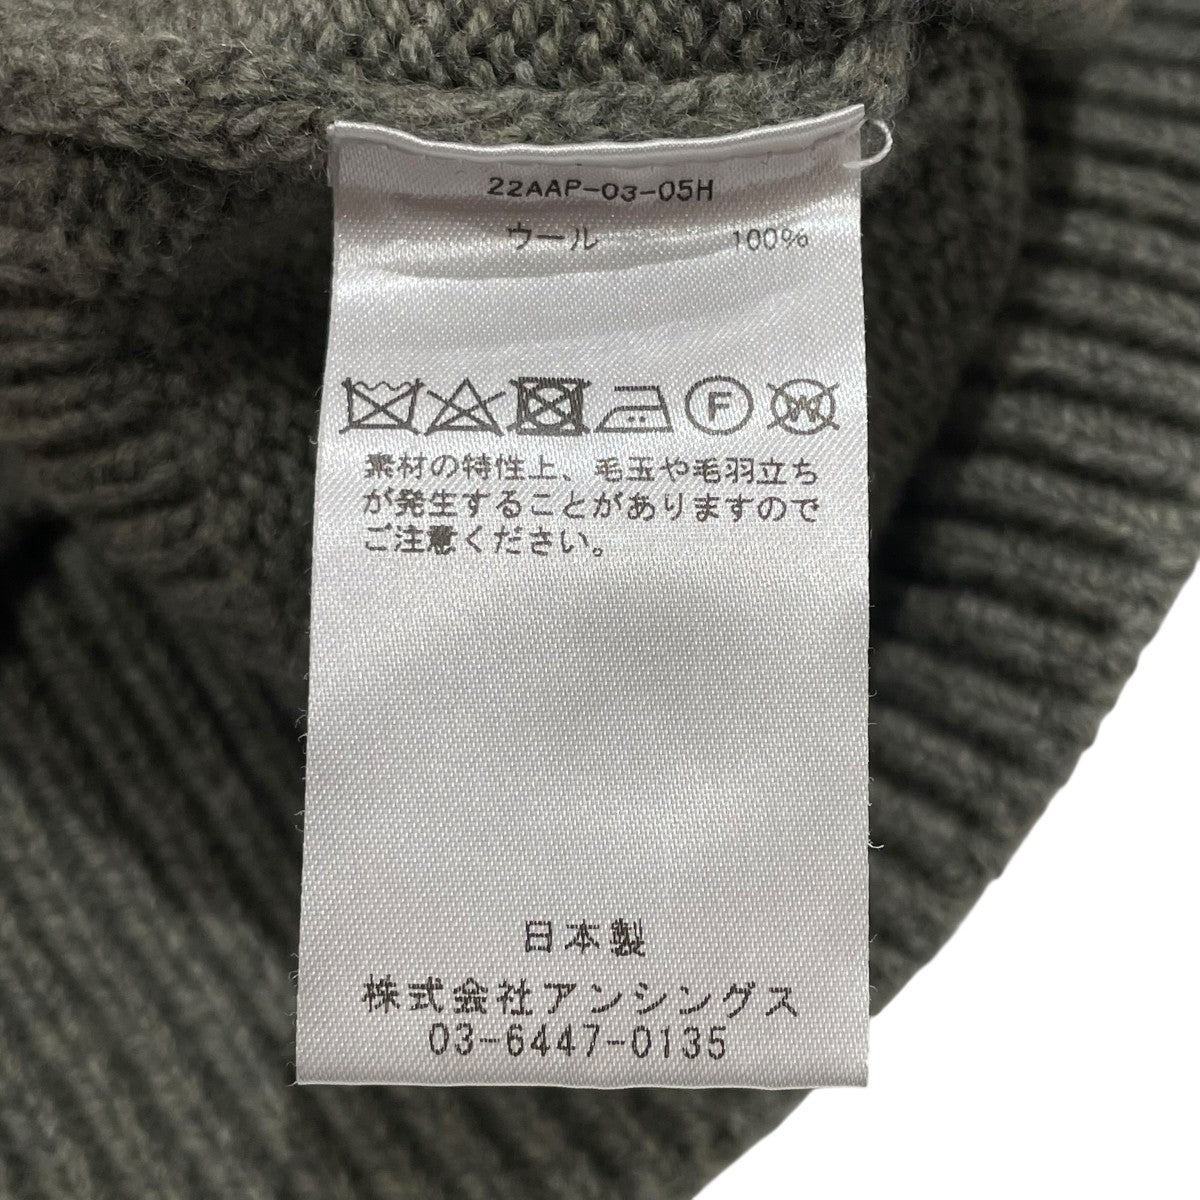 22AAP-03-05H
ウール 100%
F W
素材の特性上、毛玉や毛羽立ち
が発生することがありますので
ご注意ください。
日本製
株式会社アンシングス
03-6447-0135